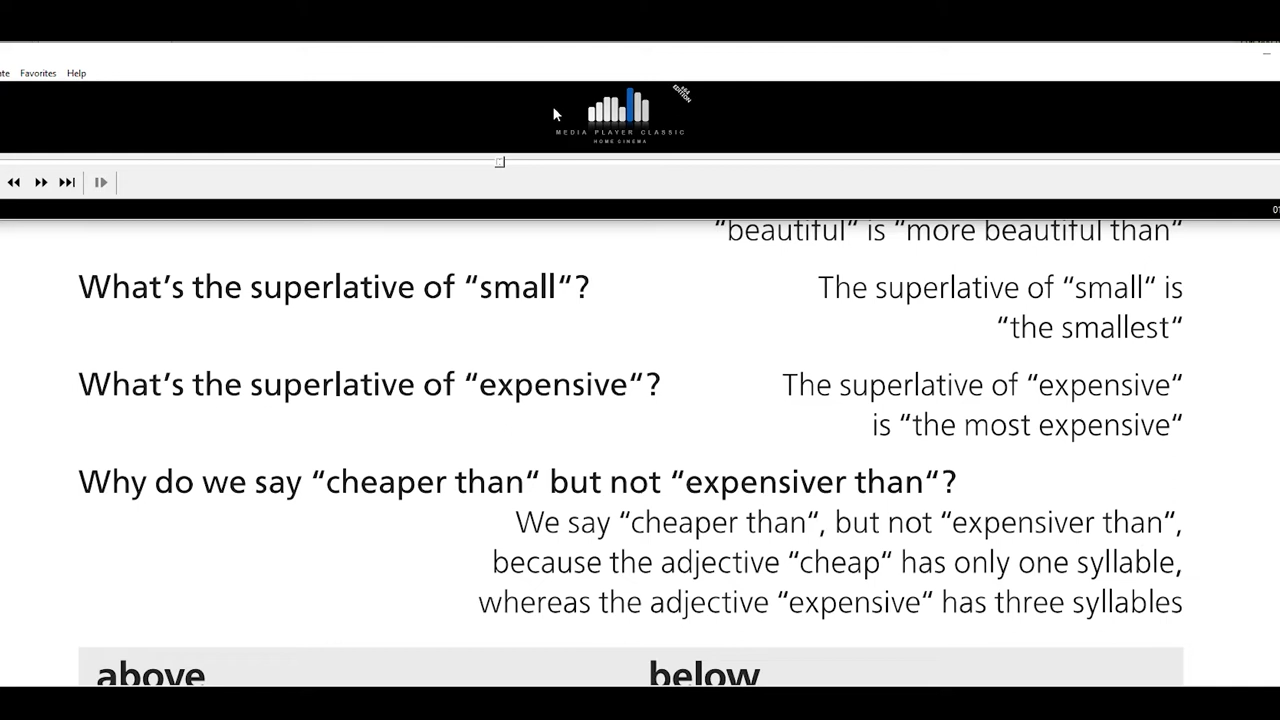 Favorites Help
EDITION
MEDIA PLAYER CLASSIC
HOME CINEMA
“beautiful“ is “more beautiful than“
What’s the superlative of “small“?
The superlative of “small“ is
“the smallest“
What’s the superlative of “expensive“?
The superlative of “expensive“
is “the most expensive“
Why do we say “cheaper than“ but not “expensiver than“?
We say “cheaper than“, but not “expensiver than“,
because the adjective “cheap“ has only one syllable,
whereas the adjective “expensive“ has three syllables
above below